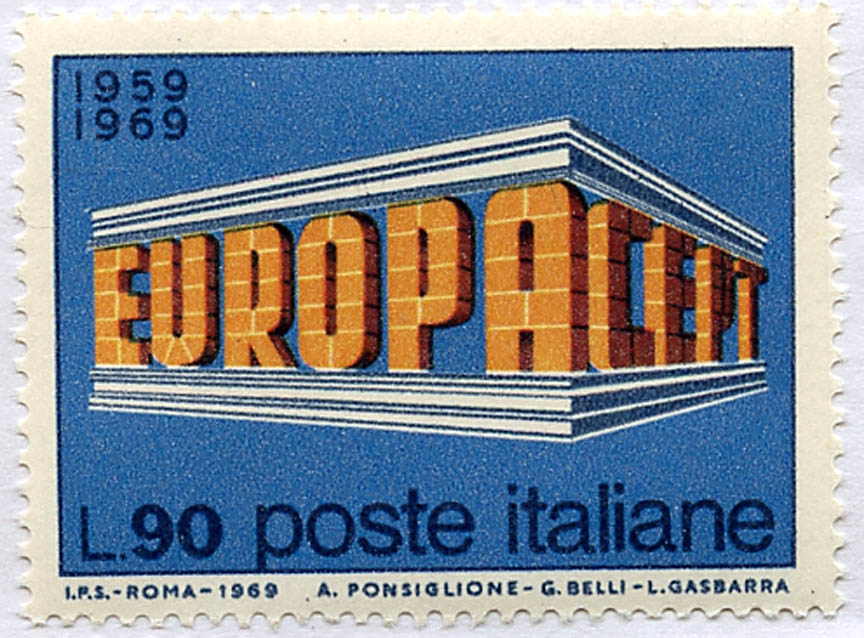 1959
1969
EUROPA CEPT
L.90 poste italiane
I.P.S.-ROMA-1969 A. PONSIGLIONE-G.BELLI-L.GASBARRA